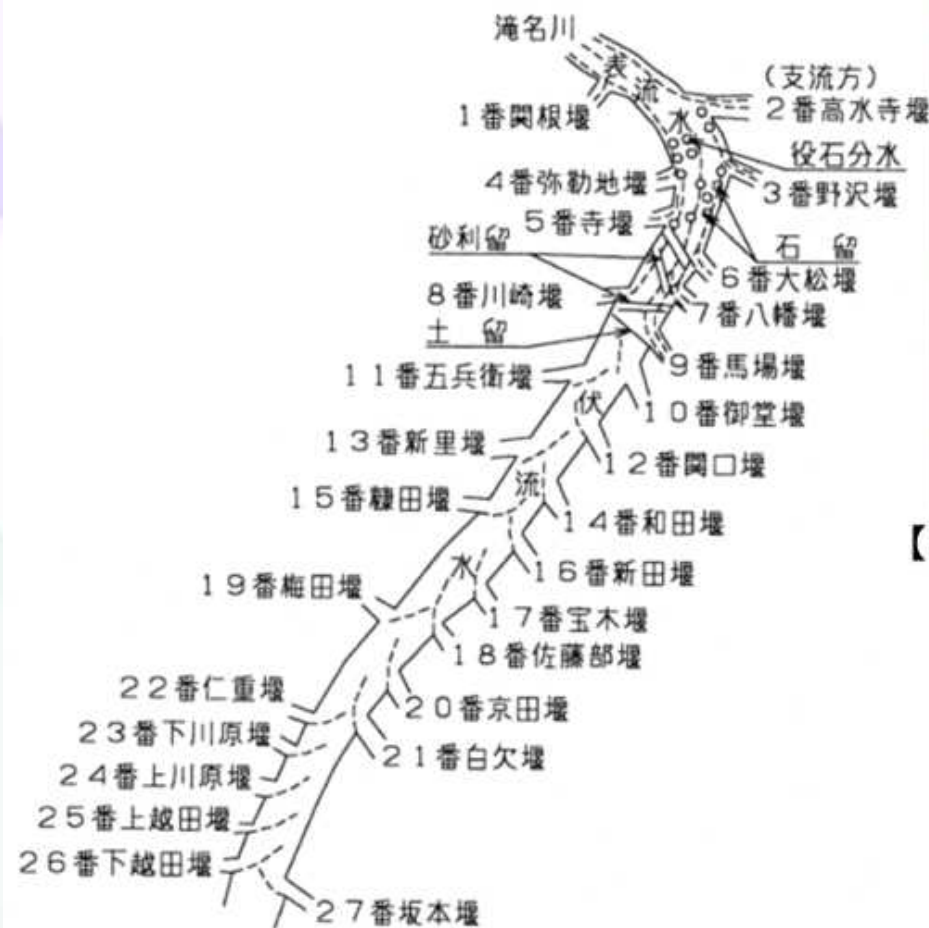 滝名川
表流水
(支流方)
1番関根堰
2番高水寺堰
役石分水
4番弥勒地堰
3番野沢堰
5番寺堰
砂利留
石 留
6番大松堰
8番川崎堰
7番八幡堰
土 留
9番馬場堰
11番五兵衛堰
伏流水
10番御堂堰
13番新里堰
12番関口堰
15番糠田堰
14番和田堰
16番新田堰
19番梅田堰
17番宝木堰
18番佐藤部堰
22番仁重堰
20番京田堰
23番下川原堰
21番白欠堰
24番上川原堰
25番上越田堰
26番下越田堰
27番坂本堰
【